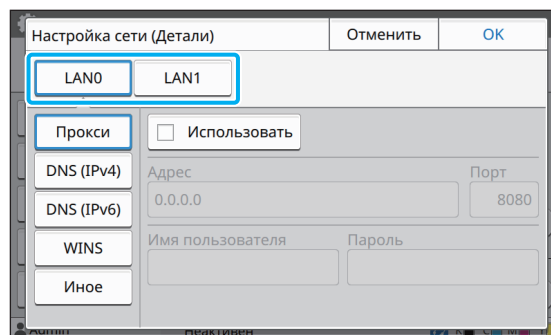 Настройка сети (Детали) Отменить OK
LAN0 LAN1
Прокси Использовать
DNS (IPv4) Адрес Порт
DNS (IPv6) 0.0.0.0 8080
WINS Имя пользователя Пароль
Иное
Admin Неактивен